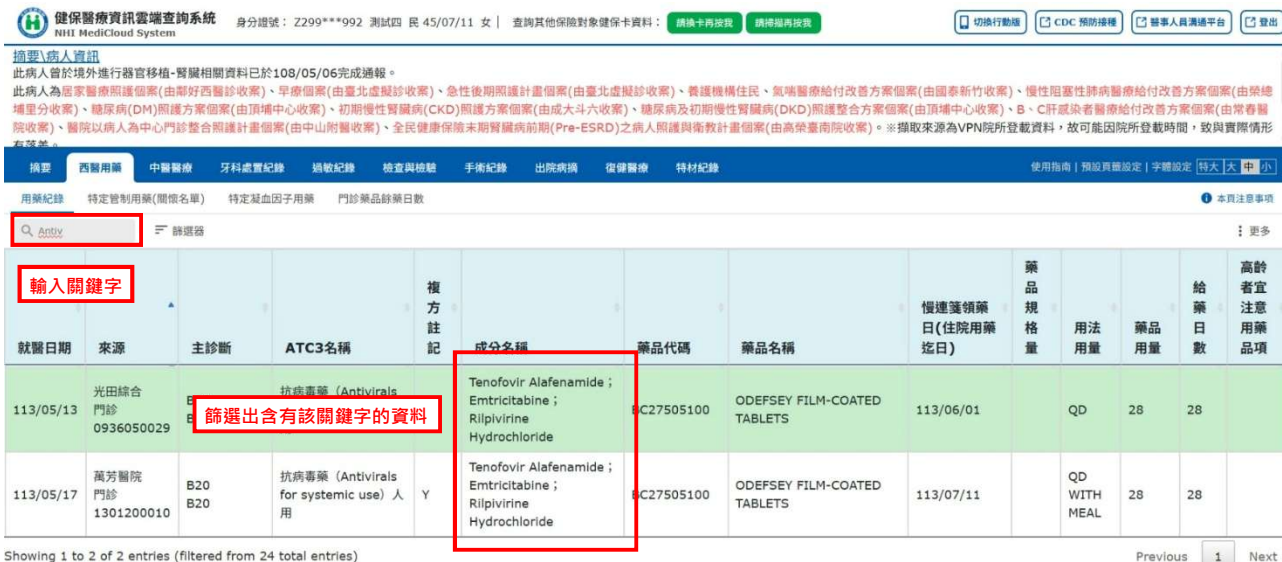 健保醫療資訊雲端查詢系統
NHI MediCloud System
身分證號： Z299***992 測試四 民 45/07/11 女｜ 查詢其他保險對象健保卡資料：
請換卡再按我
請掃描再按我
切換行動版
CDC 預防接種
醫事人員溝通平台
登出
摘要\病人資訊
此病人曾於境外進行器官移植-腎臟相關資料已於108/05/06完成通報。
此病人為居家醫療照護個案(由鄰好西醫診收案)、早療個案(由臺北虛擬診收案)、急性後期照護計畫個案(由臺北虛擬診收案)、養護機構住民、氣喘醫療給付改善方案個案(由國泰新竹收案)、慢性阻塞性肺病醫療給付改善方案個案(由榮總
埔里分收案)、糖尿病(DM)照護方案個案(由頂埔中心收案)、初期慢性腎臟病(CKD)照護方案個案(由成大斗六收案)、糖尿病及初期慢性腎臟病(DKD)照護整合方案個案(由頂埔中心收案)、B、C肝感染者醫療給付改善方案個案(由常春醫
院收案)、醫院以病人為中心門診整合照護計畫個案(由中山附醫收案)、全民健康保險末期腎臟病前期(Pre-ESRD)之病人照護與衛教計畫個案(由高榮臺南院收案)。※擷取來源為VPN院所登載資料，故可能因院所登載時間，致與實際情形
有落差。
摘要 西醫用藥 中醫醫療 牙科處置紀錄 過敏紀錄 檢查與檢驗 手術紀錄 出院病摘 復健醫療 特材紀錄
使用指南｜預設頁籤設定｜字體設定 特大 大 中 小
用藥紀錄 特定管制用藥(關懷名單) 特定凝血因子用藥 門診藥品餘藥日數
本頁注意事項
Antiv
篩選器
更多
輸入關鍵字
就醫日期 來源 主診斷 ATC3名稱 複方註記 成分名稱 藥品代碼 藥品名稱 慢連箋領藥日(住院用藥迄日) 藥品規格量 用法用量 藥品用量 給藥日數 高齡者宜注意用藥品項
113/05/13
光田綜合
門診
0936050029
抗病毒藥（Antivirals
篩選出含有該關鍵字的資料
Tenofovir Alafenamide；
Emtricitabine；
Rilpivirine
Hydrochloride
BC27505100
ODEFSEY FILM-COATED
TABLETS
113/06/01
QD
28
28
113/05/17
萬芳醫院
門診
1301200010
B20
B20
抗病毒藥（Antivirals
for systemic use）人
用
Y
Tenofovir Alafenamide；
Emtricitabine；
Rilpivirine
Hydrochloride
BC27505100
ODEFSEY FILM-COATED
TABLETS
113/07/11
QD
WITH
MEAL
28
28
Showing 1 to 2 of 2 entries (filtered from 24 total entries)
Previous 1 Next